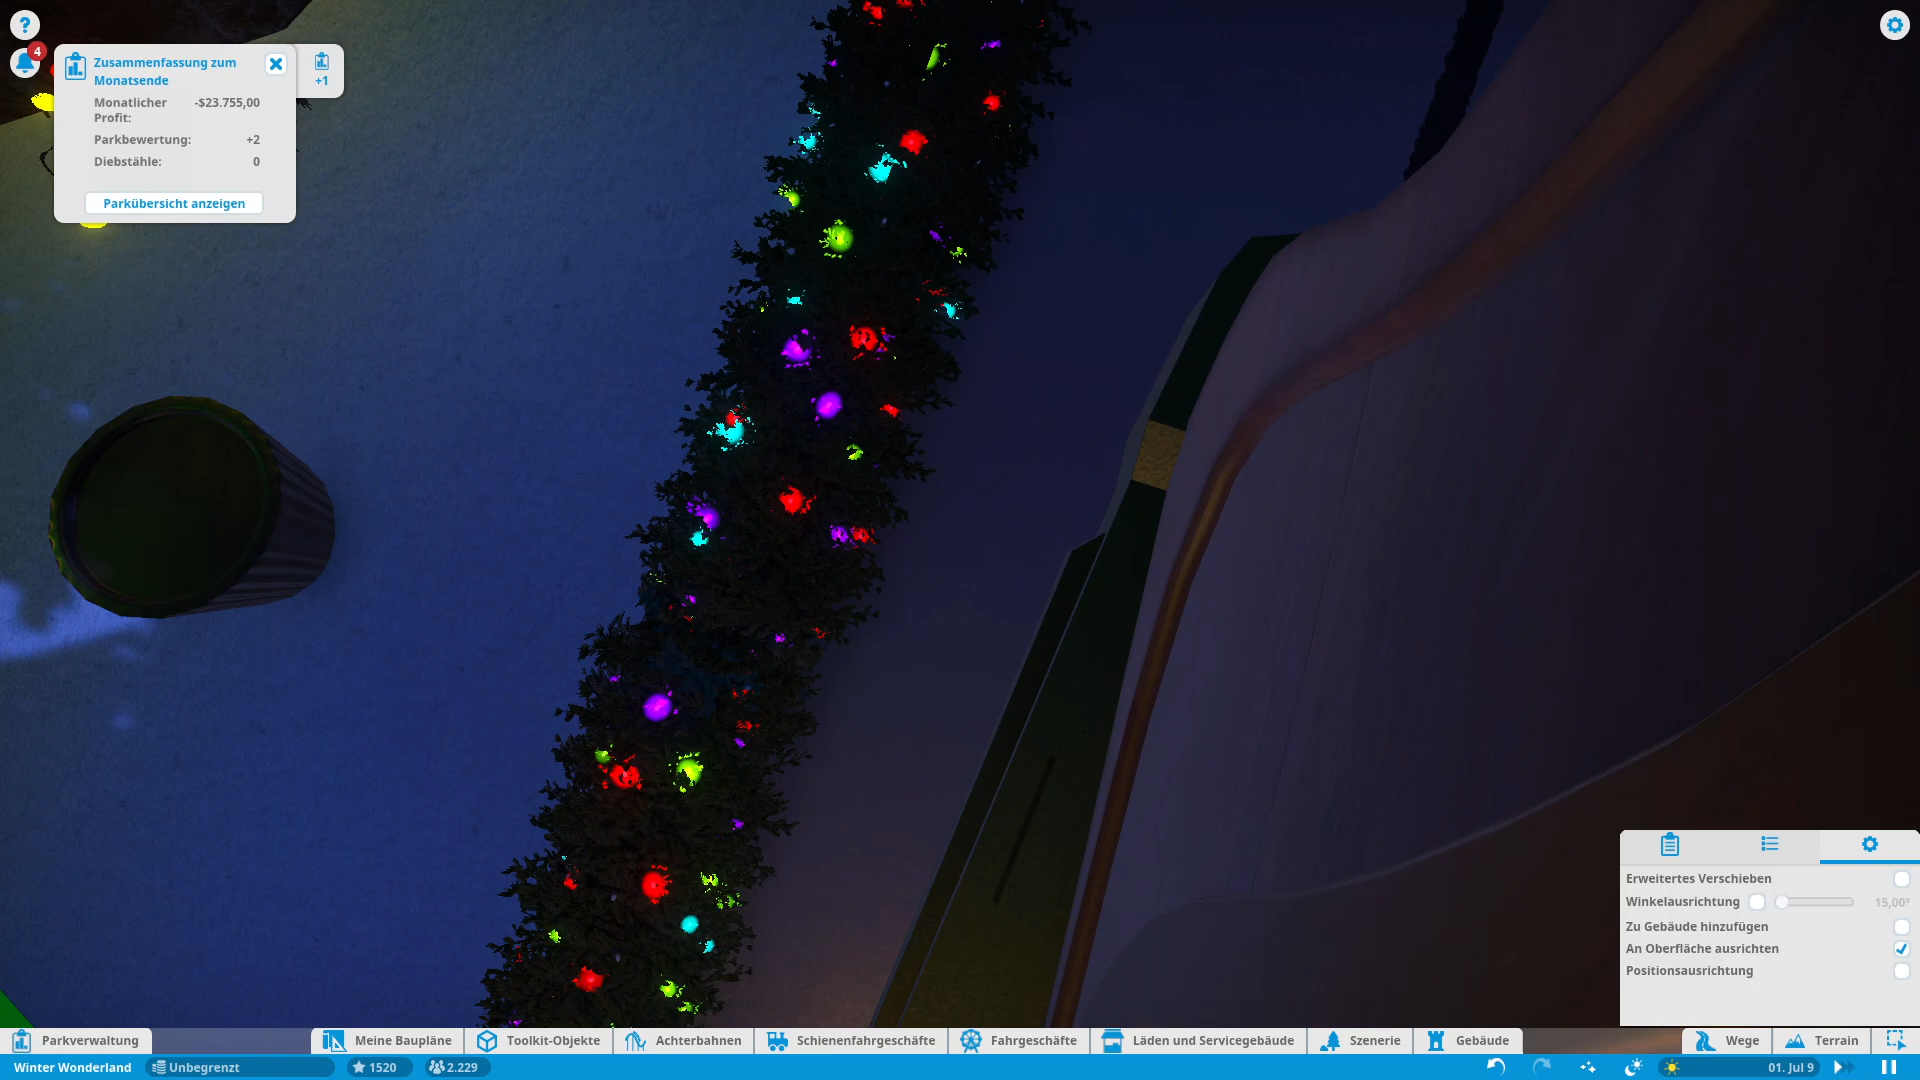 ?
4
Zusammenfassung zum
Monatsende
+1
Monatlicher -$23.755,00
Profit:
Parkbewertung: +2
Diebstähle: 0
Parkübersicht anzeigen
Erweitertes Verschieben
Winkelausrichtung 15,00°
Zu Gebäude hinzufügen
An Oberfläche ausrichten
Positionsausrichtung
Parkverwaltung Meine Baupläne Toolkit-Objekte Achterbahnen Schienenfahrgeschäfte Fahrgeschäfte Läden und Servicegebäude Szenerie Gebäude Wege Terrain
Winter Wonderland Unbegrenzt 1520 2.229 01. Jul 9